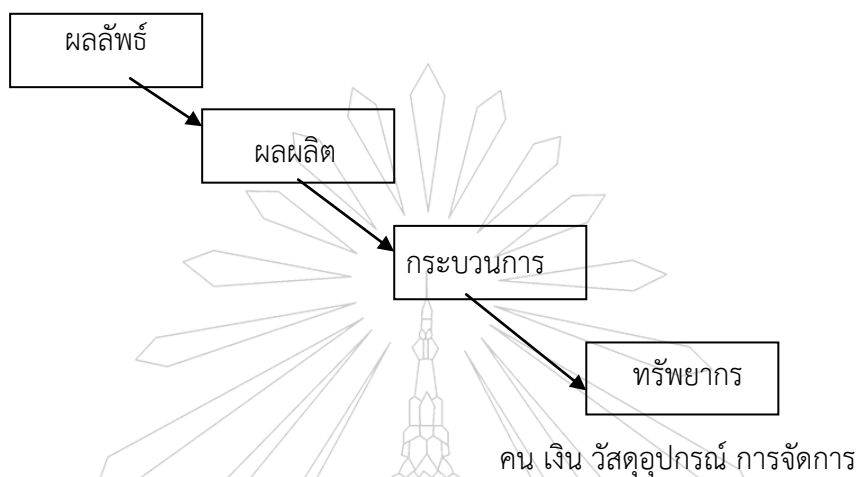 ผลลัพธ์
ผลผลิต
กระบวนการ
ทรัพยากร
คน เงิน วัสดุอุปกรณ์ การจัดการ